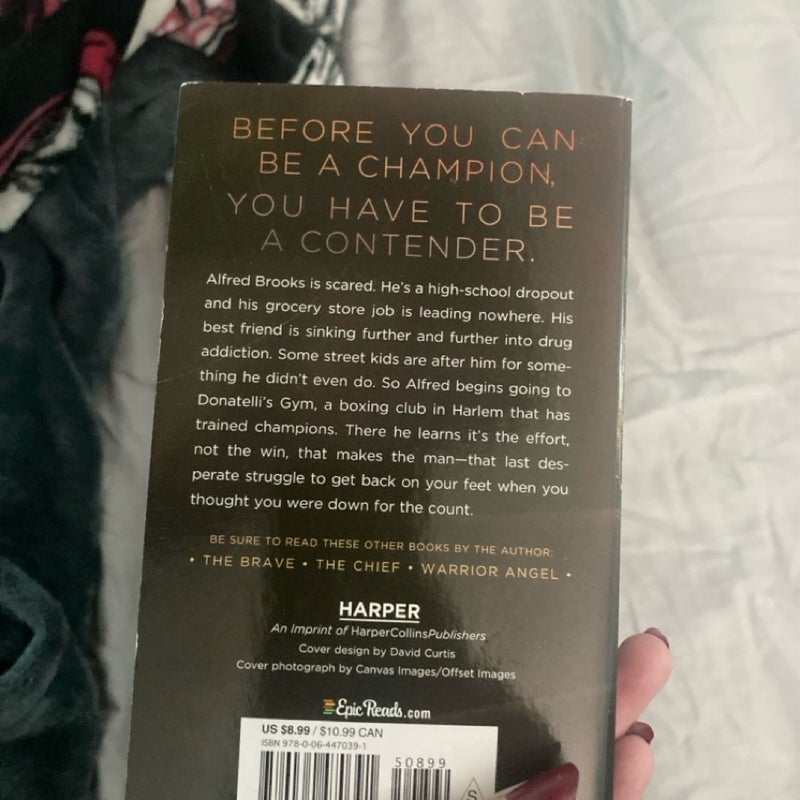 BEFORE YOU CAN
BE A CHAMPION,
YOU HAVE TO BE
A CONTENDER.
Alfred Brooks is scared. He's a high-school dropout
and his grocery store job is leading nowhere. His
best friend is sinking further and further into drug
addiction. Some street kids are after him for some-
thing he didn't even do. So Alfred begins going to
Donatelli's Gym, a boxing club in Harlem that has
trained champions. There he learns it's the effort,
not the win, that makes the man—that last des-
perate struggle to get back on your feet when you
thought you were down for the count.
BE SURE TO READ THESE OTHER BOOKS BY THE AUTHOR:
• THE BRAVE • THE CHIEF • WARRIOR ANGEL •
HARPER
An Imprint of HarperCollinsPublishers
Cover design by David Curtis
Cover photograph by Canvas Images/Offset Images
EpicReads.com
US $8.99 / $10.99 CAN
ISBN 978-0-06-447039-1
50899
S